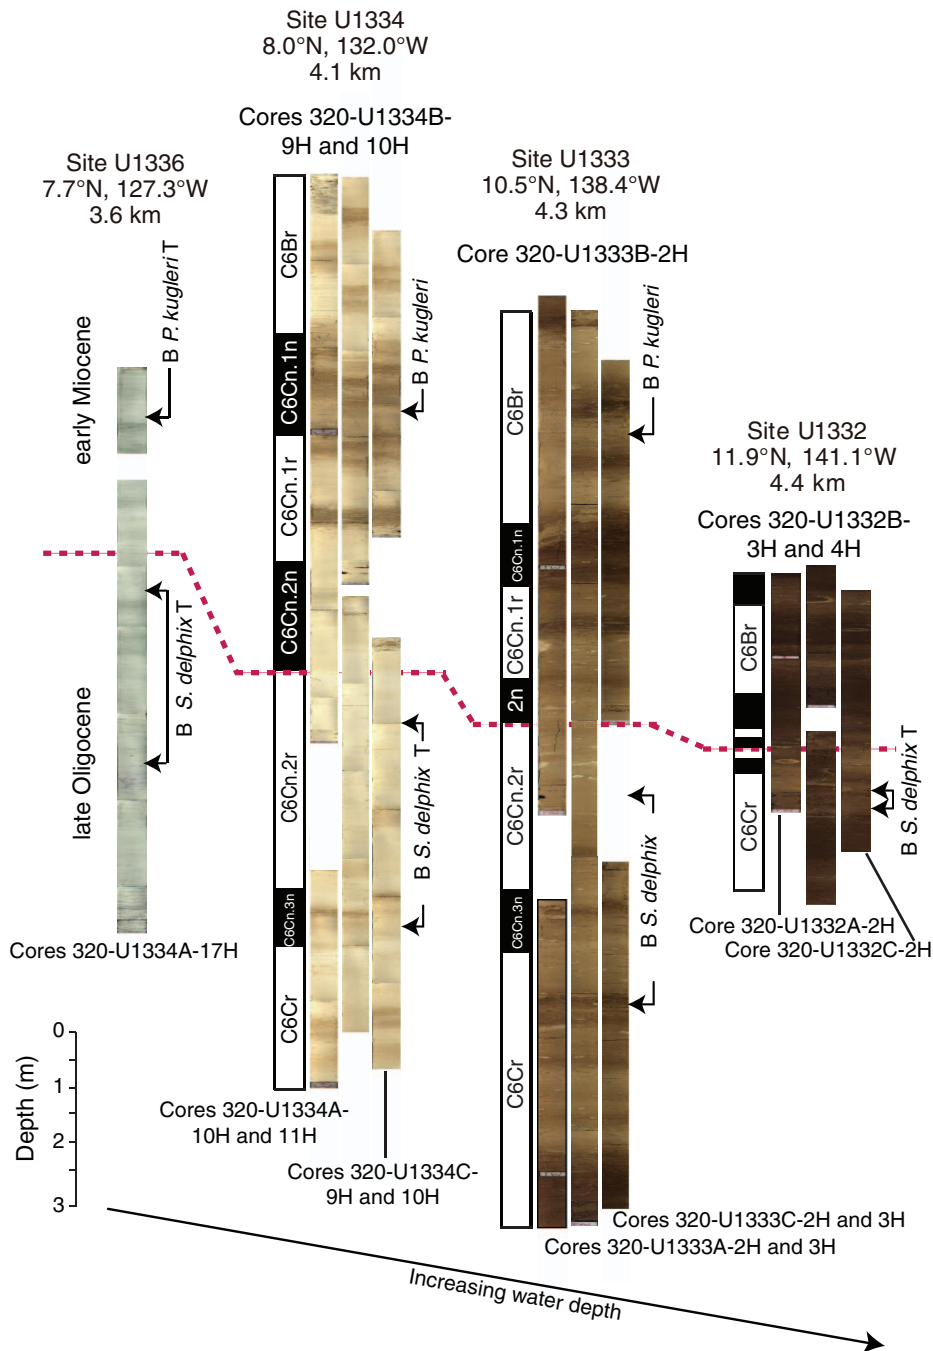 Site U1334
8.0°N, 132.0°W
4.1 km
Cores 320-U1334B-
9H and 10H
Site U1336
7.7°N, 127.3°W
3.6 km
Site U1333
10.5°N, 138.4°W
4.3 km
Core 320-U1333B-2H
Site U1332
11.9°N, 141.1°W
4.4 km
Cores 320-U1332B-
3H and 4H
early Miocene
late Oligocene
B P. kugleri T
B S. delphix T
Cores 320-U1334A-17H
C6Br
C6Cn.1n
C6Cn.1r
C6Cn.2n
C6Cn.2r
C6Cn.3n
C6Cr
B P. kugleri
B S. delphix T
Cores 320-U1334A-
10H and 11H
Cores 320-U1334C-
9H and 10H
C6Br
C6Cn.1n
C6Cn.1r
2n
C6Cn.2r
C6Cn.3n
C6Cr
B P. kugleri
B S. delphix
Cores 320-U1333C-2H and 3H
Cores 320-U1333A-2H and 3H
C6Br
C6Cr
B S. delphix T
Core 320-U1332A-2H
Core 320-U1332C-2H
Depth (m)
0
1
2
3
Increasing water depth